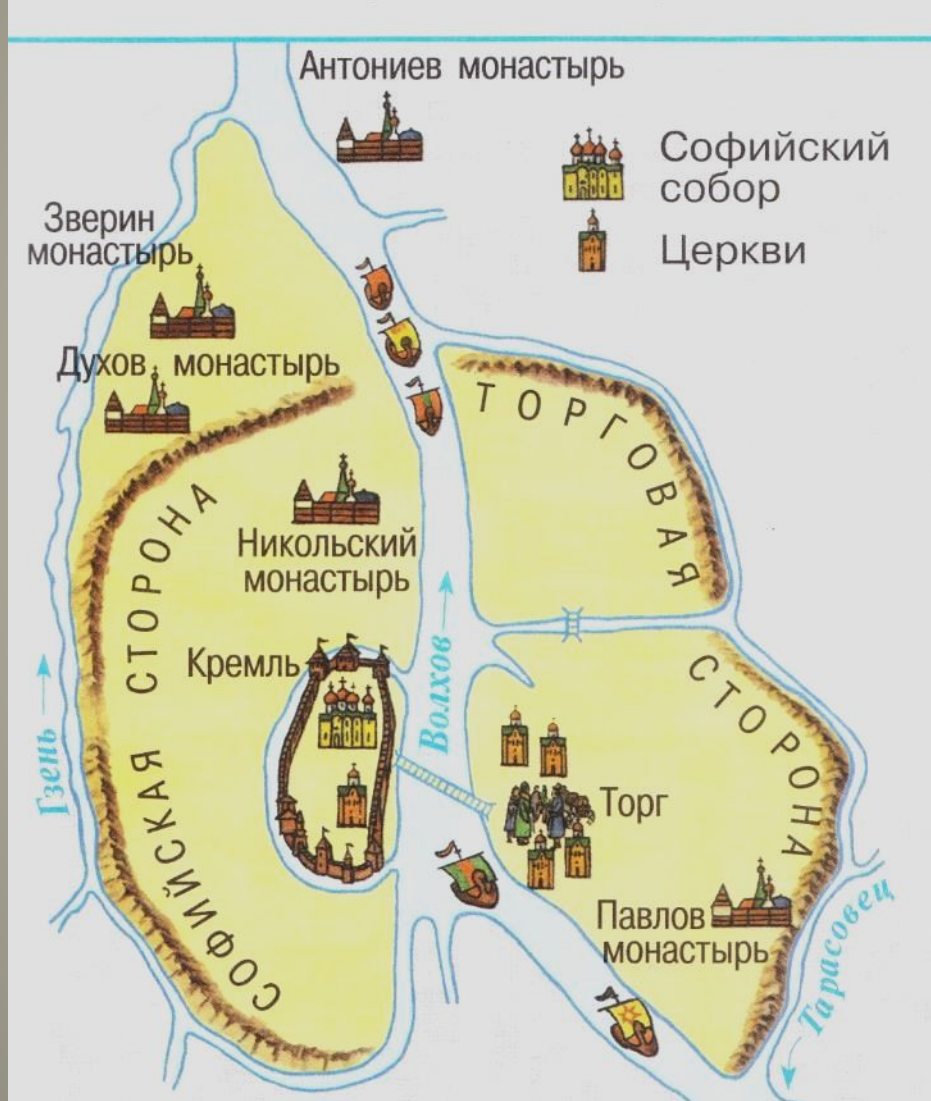 Антониев монастырь
Софийский
собор
Церкви
Зверин
монастырь
Духов монастырь
ТОРГОВАЯ
СТОРОНА
СОФИЙСКАЯ СТОРОНА
Никольский
монастырь
Кремль
Волхов
Гзень
Торг
Павлов
монастырь
Тарасовец